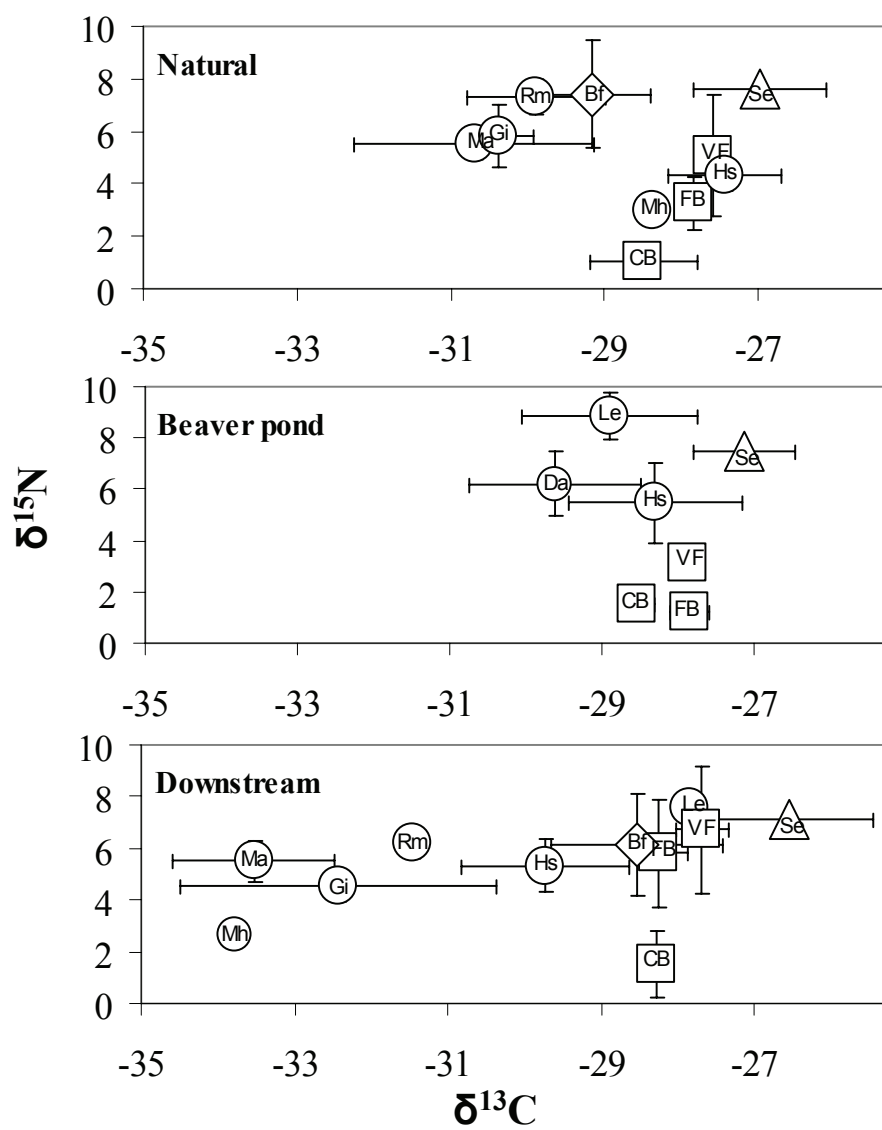 10
Natural
8
Rm
Bf
Se
6
Gi
Ma
VF
Hs
4
FB
Mh
2
CB
0
-35 -33 -31 -29 -27
10
Beaver pond
Le
8
Se
6
Da
Hs
4
VF
2
CB
FB
0
-35 -33 -31 -29 -27
10
Downstream
8
Le
Se
VF
6
Rm
Bf
FB
Ma
Hs
Gi
4
Mh
2
CB
0
-35 -33 -31 -29 -27
δ15N
δ13C